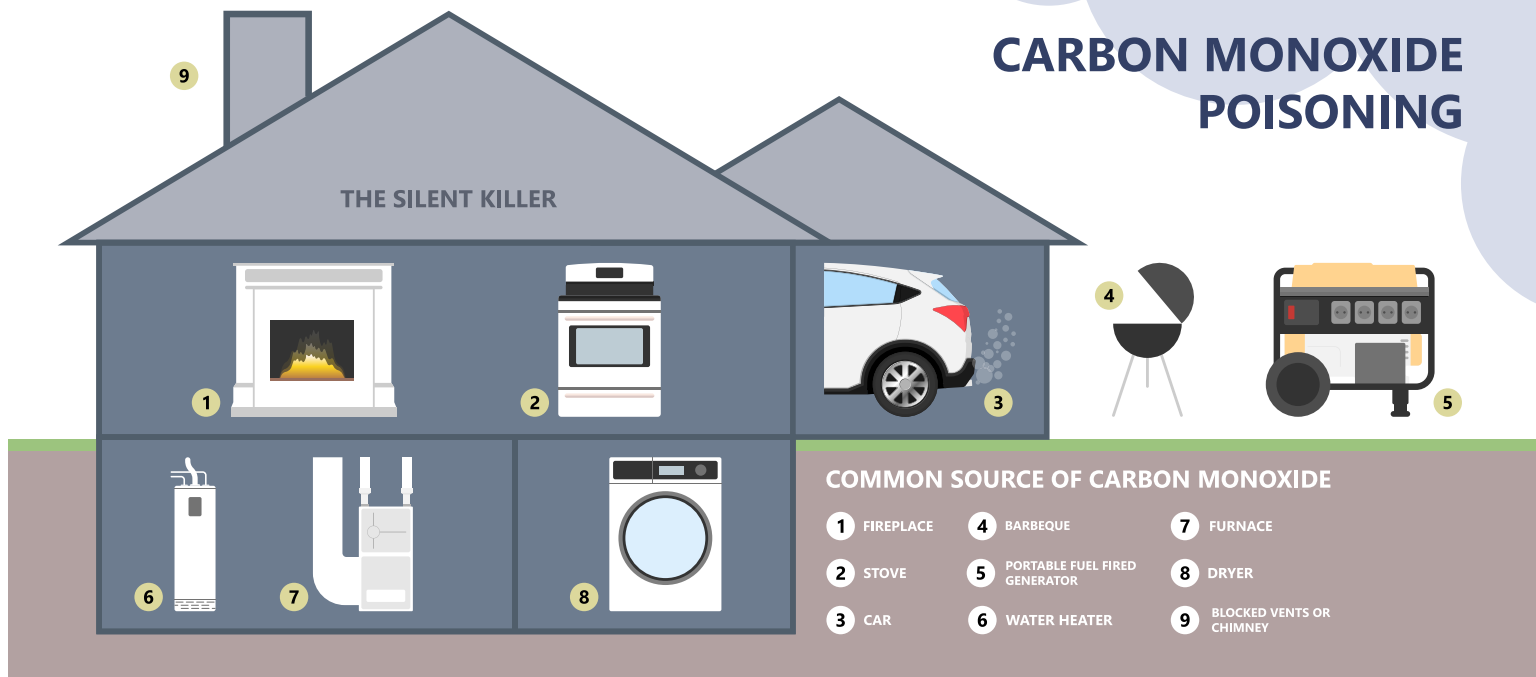 CARBON MONOXIDE
POISONING
9
THE SILENT KILLER
1
2
3
4
5
6
7
8
COMMON SOURCE OF CARBON MONOXIDE
1 FIREPLACE
2 STOVE
3 CAR
4 BARBEQUE
5 PORTABLE FUEL FIRED
GENERATOR
6 WATER HEATER
7 FURNACE
8 DRYER
9 BLOCKED VENTS OR
CHIMNEY